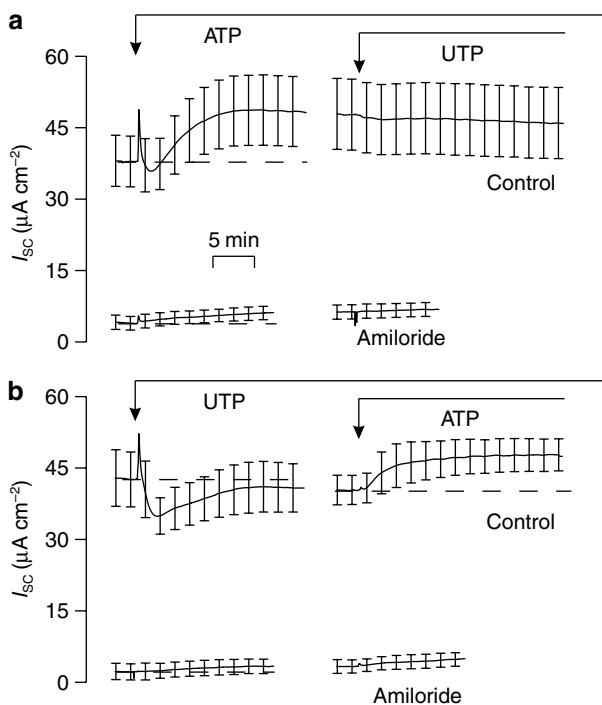 a
ATP
UTP
60
45
30
15
0
I_SC (μA cm⁻²)
Control
5 min
Amiloride
b
UTP
ATP
60
45
30
15
0
I_SC (μA cm⁻²)
Control
Amiloride